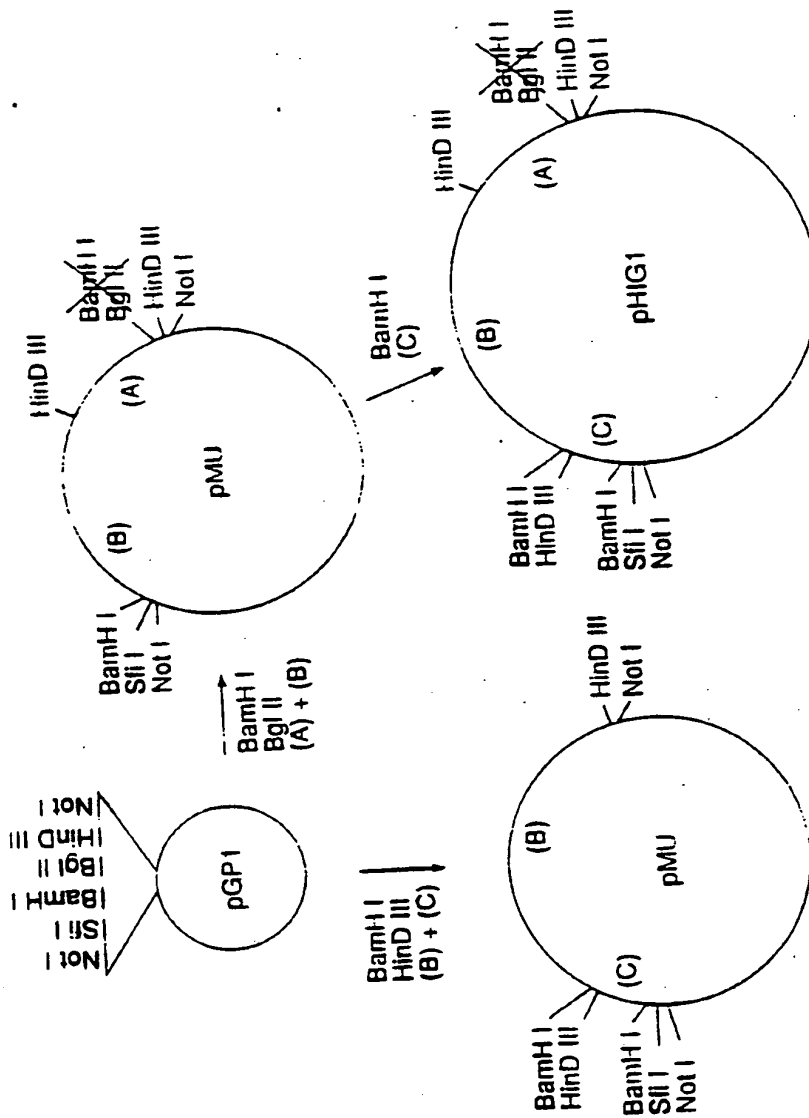 Not I
Sfi I
BamH I
Bgl II
HinD III
Not I
pGP1
BamH I
Bgl II
(A) + (B)
BamH I
HinD III
(B) + (C)
BamH I
Sfi I
Not I
(B)
(A)
pMU
HinD III
BamH I
Bgl II
HinD III
Not I
BamH I
(C)
BamH I
HinD III
(C)
BamH I
Sfi I
Not I
(B)
pMU
HinD III
Not I
BamH I
HinD III
(C)
BamH I
Sfi I
Not I
(B)
(A)
pHIG1
HinD III
BamH I
Bgl II
HinD III
Not I